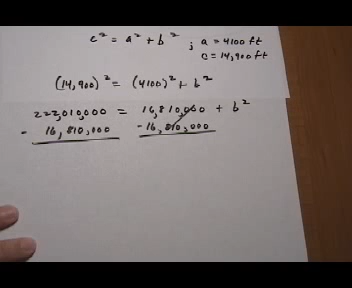 c² = a² + b² ; a = 4100 ft
c = 14,900 ft
(14,900)² = (4100)² + b²
222,010,000 = 16,810,000 + b²
- 16,810,000 -16,810,000